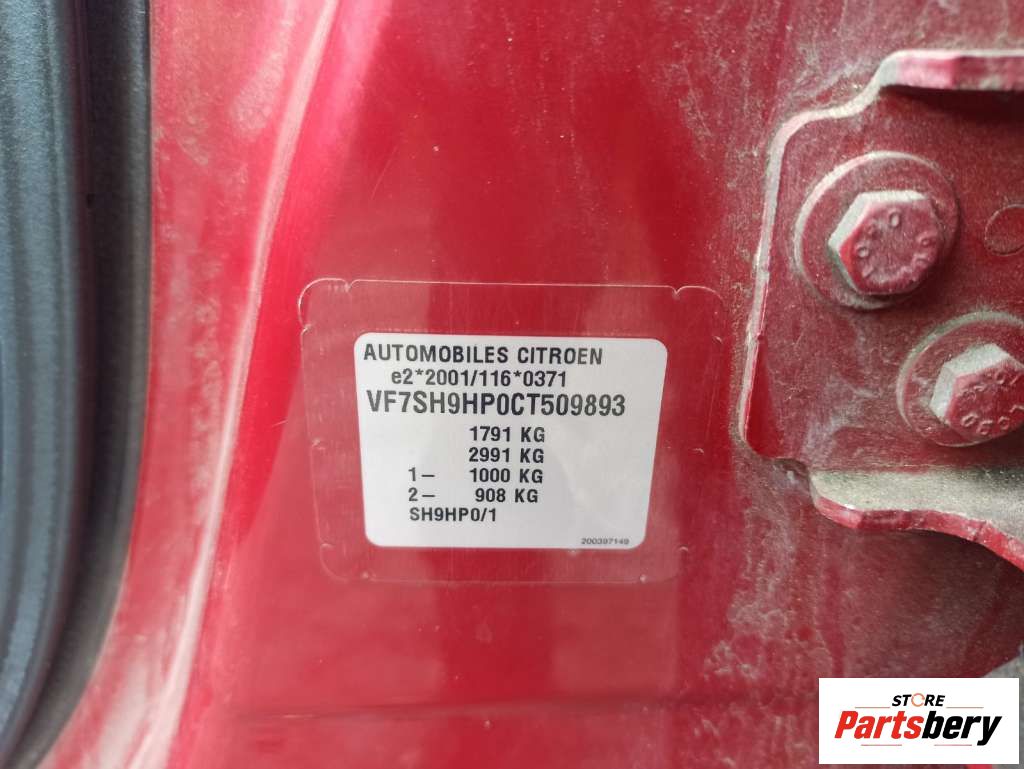 AUTOMOBILES CITROEN
e2*2001/116*0371
VF7SH9HP0CT509893
1791 KG
2991 KG
1– 1000 KG
2– 908 KG
SH9HP0/1
200397149
STORE
Partsbery